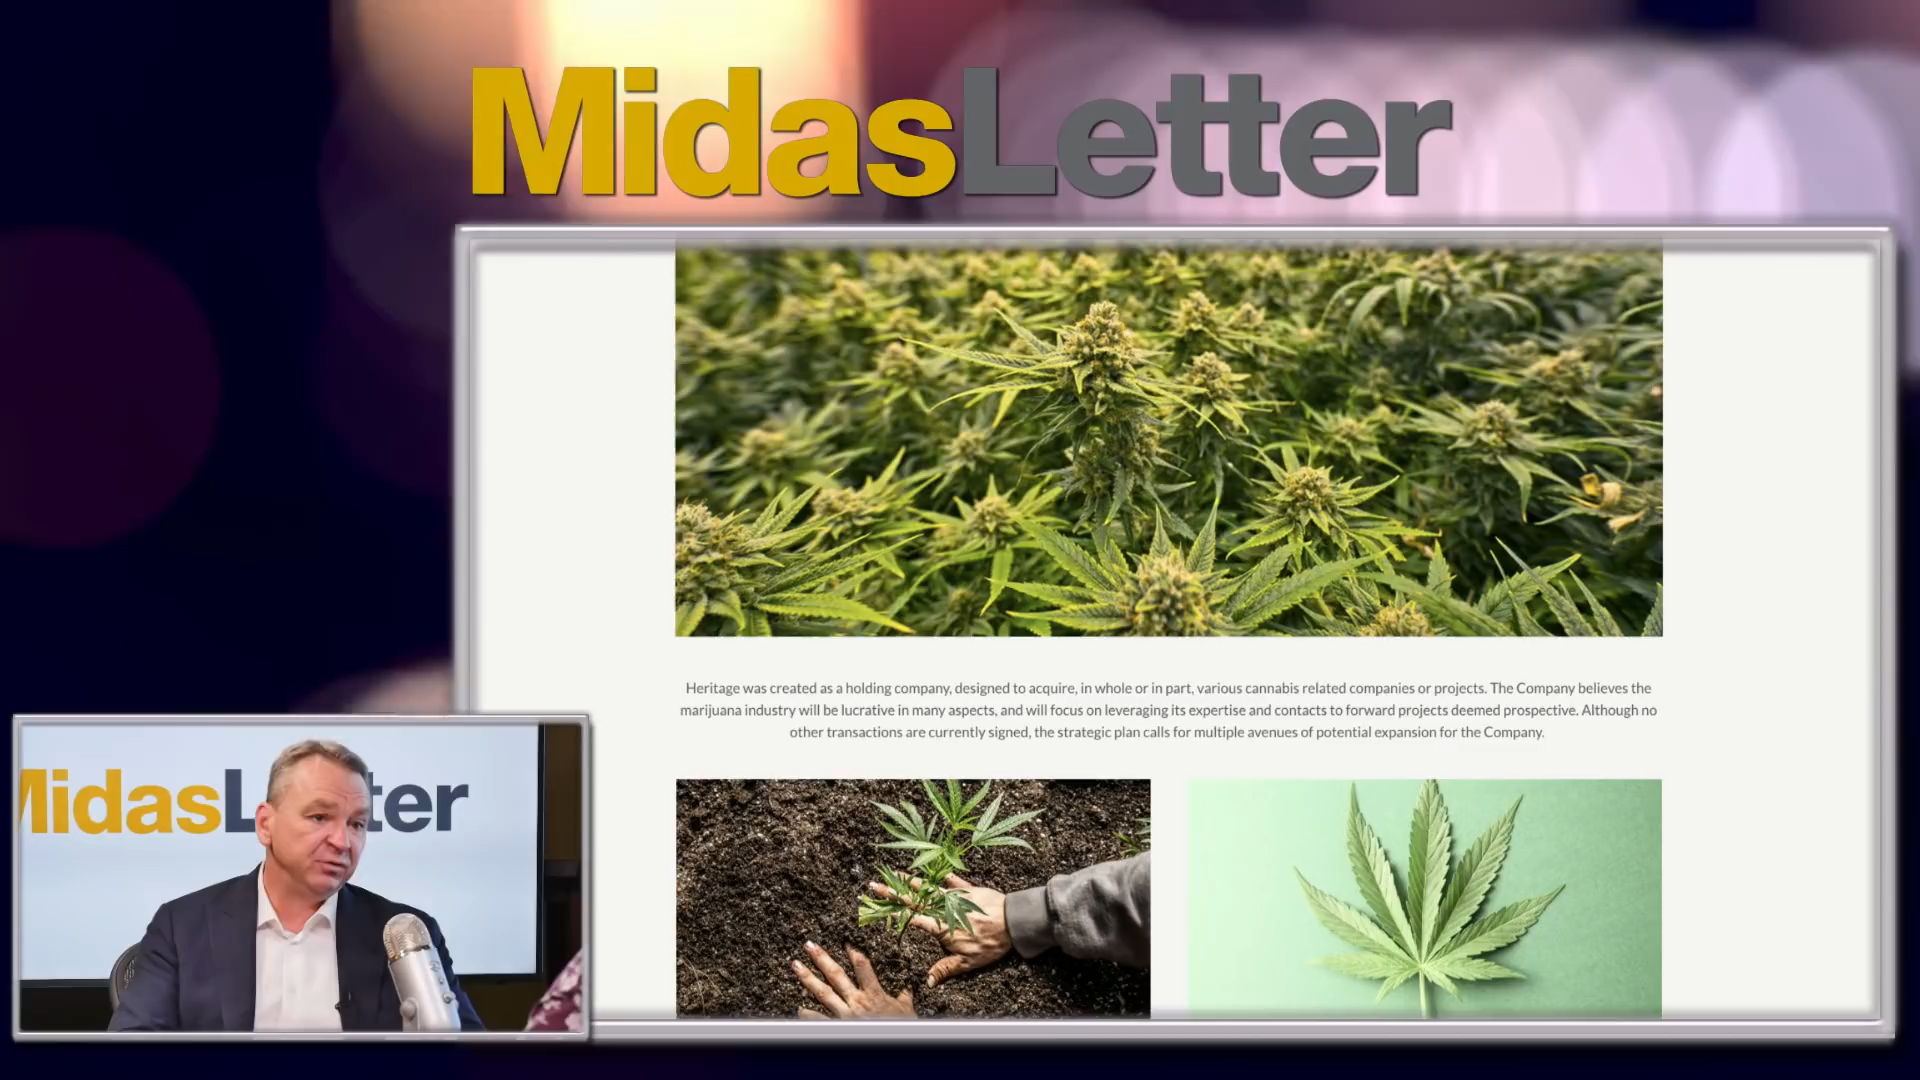 MidasLetter
Heritage was created as a holding company, designed to acquire, in whole or in part, various cannabis related companies or projects. The Company believes the
marijuana industry will be lucrative in many aspects, and will focus on leveraging its expertise and contacts to forward projects deemed prospective. Although no
other transactions are currently signed, the strategic plan calls for multiple avenues of potential expansion for the Company.
MidasL ter